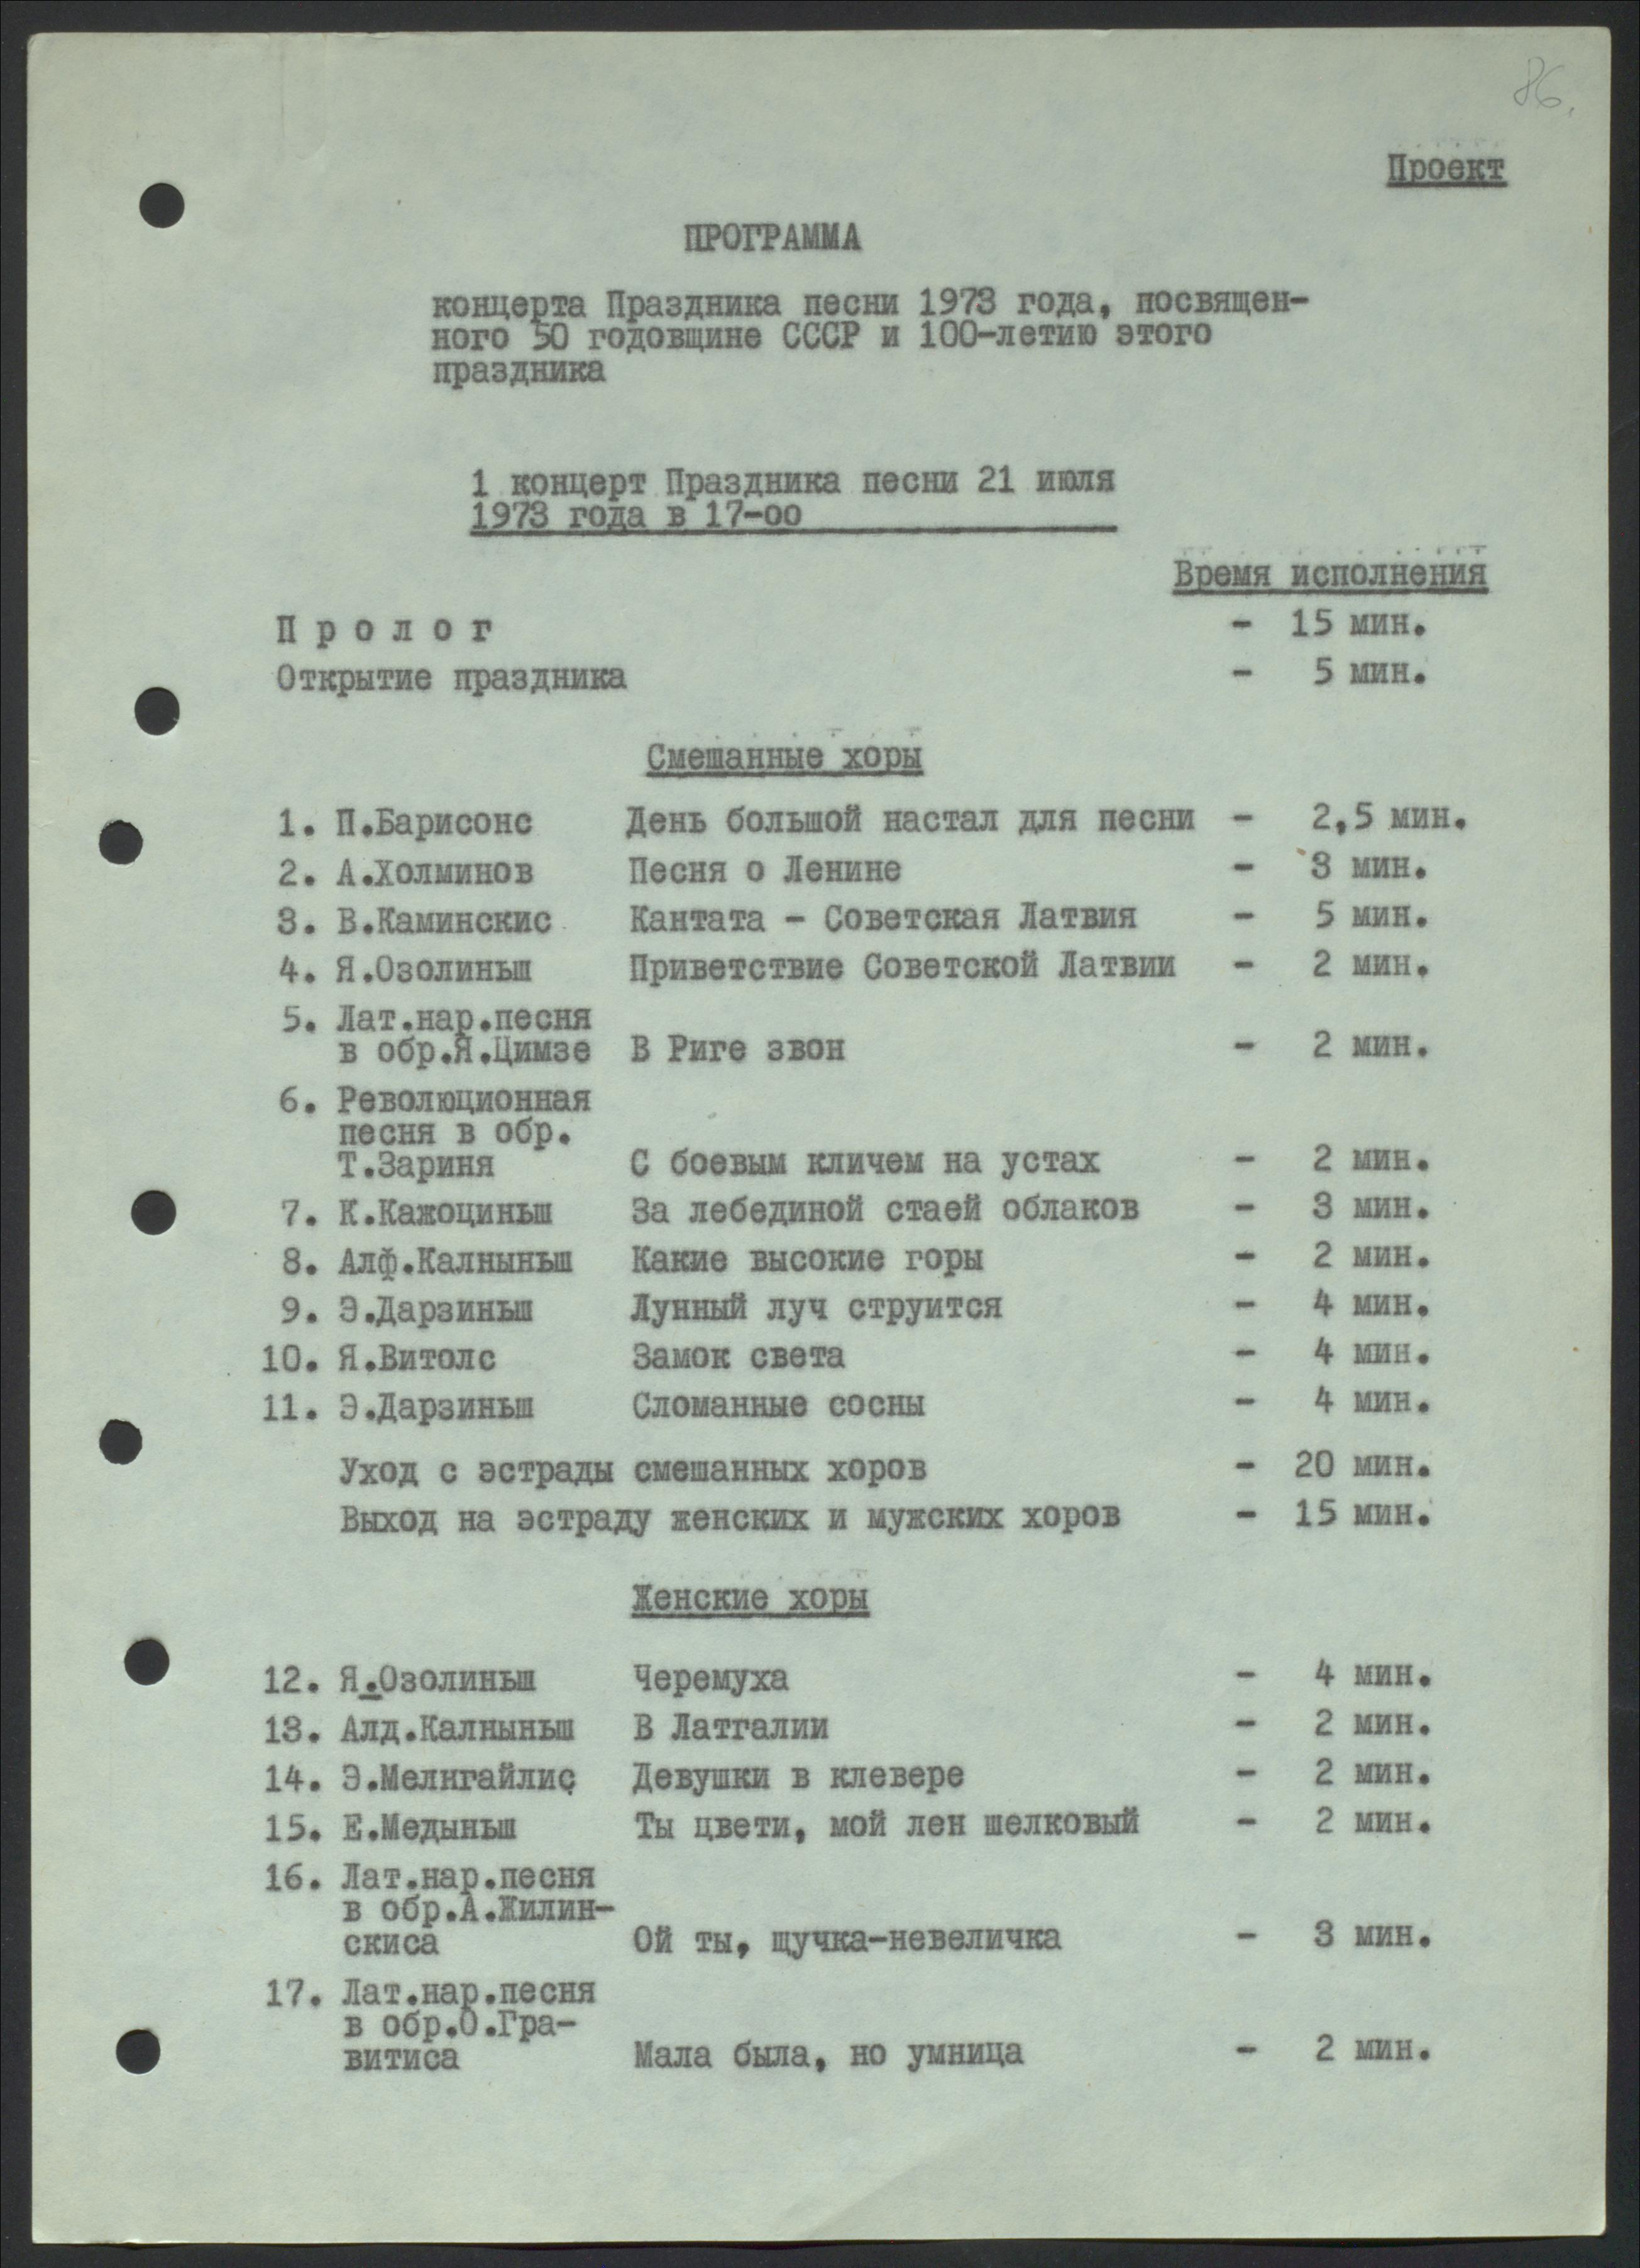 86.
Проект
ПРОГРАММА
концерта Праздника песни 1973 года, посвящен-
ного 50 годовщине СССР и 100-летию этого
праздника
1 концерт Праздника песни 21 июля
1973 года в 17-оо
Время исполнения
Пролог - 15 мин.
Открытие праздника - 5 мин.
Смешанные хоры
1. П.Барисонс День большой настал для песни - 2,5 мин.
2. А.Холминов Песня о Ленине - 3 мин.
3. В.Каминскис Кантата - Советская Латвия - 5 мин.
4. Я.Озолиньш Приветствие Советской Латвии - 2 мин.
5. Лат.нар.песня
в обр.Я.Цимзе В Риге звон - 2 мин.
6. Революционная
песня в обр.
Т.Зариня С боевым кличем на устах - 2 мин.
7. К.Кажоциньш За лебединой стаей облаков - 3 мин.
8. Алф.Калныньш Какие высокие горы - 2 мин.
9. Э.Дарзиньш Лунный луч струится - 4 мин.
10. Я.Витолс Замок света - 4 мин.
11. Э.Дарзиньш Сломанные сосны - 4 мин.
Уход с эстрады смешанных хоров - 20 мин.
Выход на эстраду женских и мужских хоров - 15 мин.
Женские хоры
12. Я.Озолиньш Черемуха - 4 мин.
13. Алд.Калныньш В Латгалии - 2 мин.
14. Э.Мелнгайлис Девушки в клевере - 2 мин.
15. Е.Медыньш Ты цвети, мой лен шелковый - 2 мин.
16. Лат.нар.песня
в обр.А.Жилин-
скиса Ой ты, щучка-невеличка - 3 мин.
17. Лат.нар.песня
в обр.О.Гра-
витиса Мала была, но умница - 2 мин.